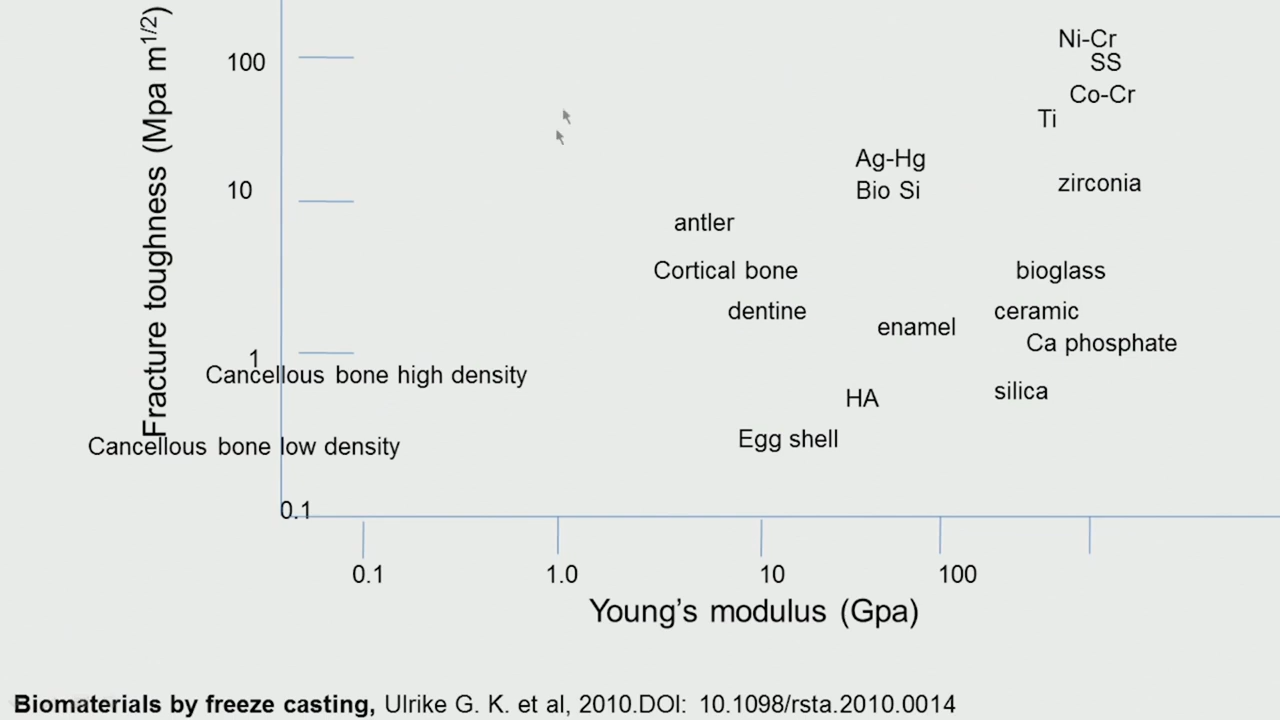 Fracture toughness (Mpa m1/2)
100
10
1
0.1
Ni-Cr
SS
Co-Cr
Ti
Ag-Hg
Bio Si
zirconia
antler
Cortical bone
bioglass
dentine
ceramic
enamel
Ca phosphate
Cancellous bone high density
silica
HA
Egg shell
Cancellous bone low density
0.1
1.0
10
100
Young's modulus (Gpa)
Biomaterials by freeze casting, Ulrike G. K. et al, 2010.DOI: 10.1098/rsta.2010.0014